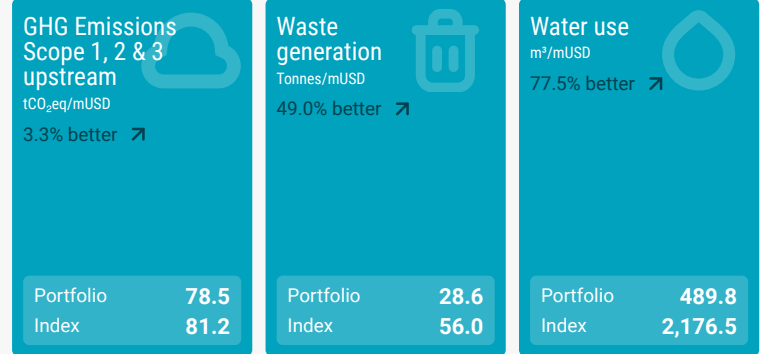 GHG Emissions
Scope 1, 2 & 3
upstream
tCO₂eq/mUSD
3.3% better
Portfolio 78.5
Index 81.2
Waste
generation
Tonnes/mUSD
49.0% better
Portfolio 28.6
Index 56.0
Water use
m³/mUSD
77.5% better
Portfolio 489.8
Index 2,176.5